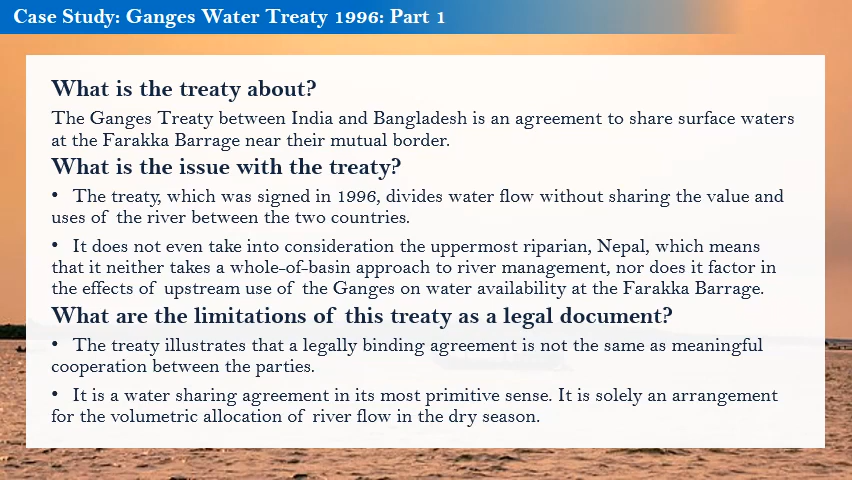 Case Study: Ganges Water Treaty 1996: Part 1
What is the treaty about?
The Ganges Treaty between India and Bangladesh is an agreement to share surface waters
at the Farakka Barrage near their mutual border.
What is the issue with the treaty?
• The treaty, which was signed in 1996, divides water flow without sharing the value and
uses of the river between the two countries.
• It does not even take into consideration the uppermost riparian, Nepal, which means
that it neither takes a whole-of-basin approach to river management, nor does it factor in
the effects of upstream use of the Ganges on water availability at the Farakka Barrage.
What are the limitations of this treaty as a legal document?
• The treaty illustrates that a legally binding agreement is not the same as meaningful
cooperation between the parties.
• It is a water sharing agreement in its most primitive sense. It is solely an arrangement
for the volumetric allocation of river flow in the dry season.